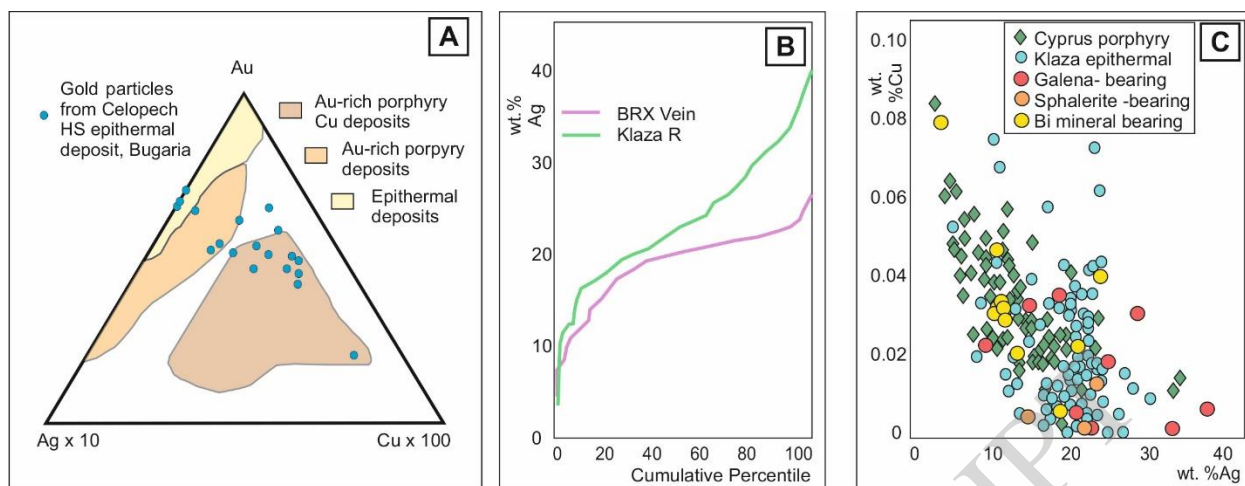 A
Au
Gold particles
from Celopech
HS epithermal
deposit, Bugaria
Au-rich porphyry
Cu deposits
Au-rich porpyry
deposits
Epithermal
deposits
Ag x 10
Cu x 100
B
wt.%
Ag
40
30
20
10
0
BRX Vein
Klaza R
0
20
40
60
80
100
Cumulative Percentile
C
wt.
%Cu
0.10
0.08
0.06
0.04
0.02
0
Cyprus porphyry
Klaza epithermal
Galena- bearing
Sphalerite -bearing
Bi mineral bearing
0
10
20
30
40
wt. %Ag